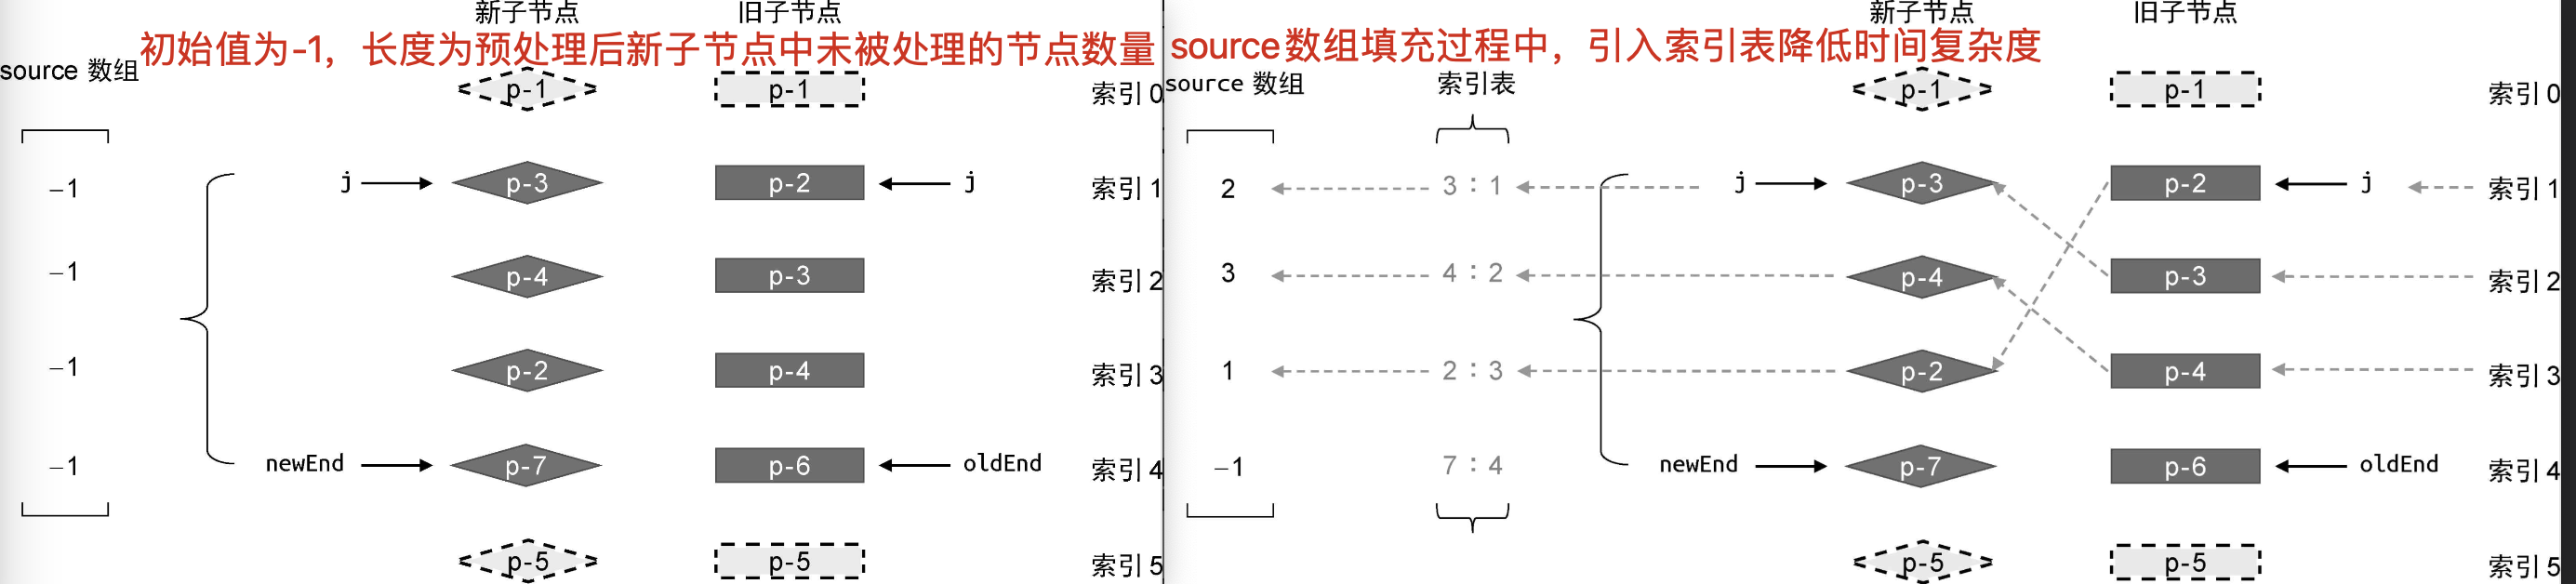 新子节点 旧子节点
初始值为-1，长度为预处理后新子节点中未被处理的节点数量
source 数组
p-1 p-1 索引 0
-1 j p-3 p-2 j 索引 1
-1 p-4 p-3 索引 2
-1 p-2 p-4 索引 3
-1 newEnd p-7 p-6 oldEnd 索引 4
p-5 p-5 索引 5
新子节点 旧子节点
source数组填充过程中，引入索引表降低时间复杂度
source 数组 索引表
p-1 p-1 索引 0
2 3 : 1 j p-3 p-2 j 索引 1
3 4 : 2 p-4 p-3 索引 2
1 2 : 3 p-2 p-4 索引 3
-1 7 : 4 newEnd p-7 p-6 oldEnd 索引 4
p-5 p-5 索引 5